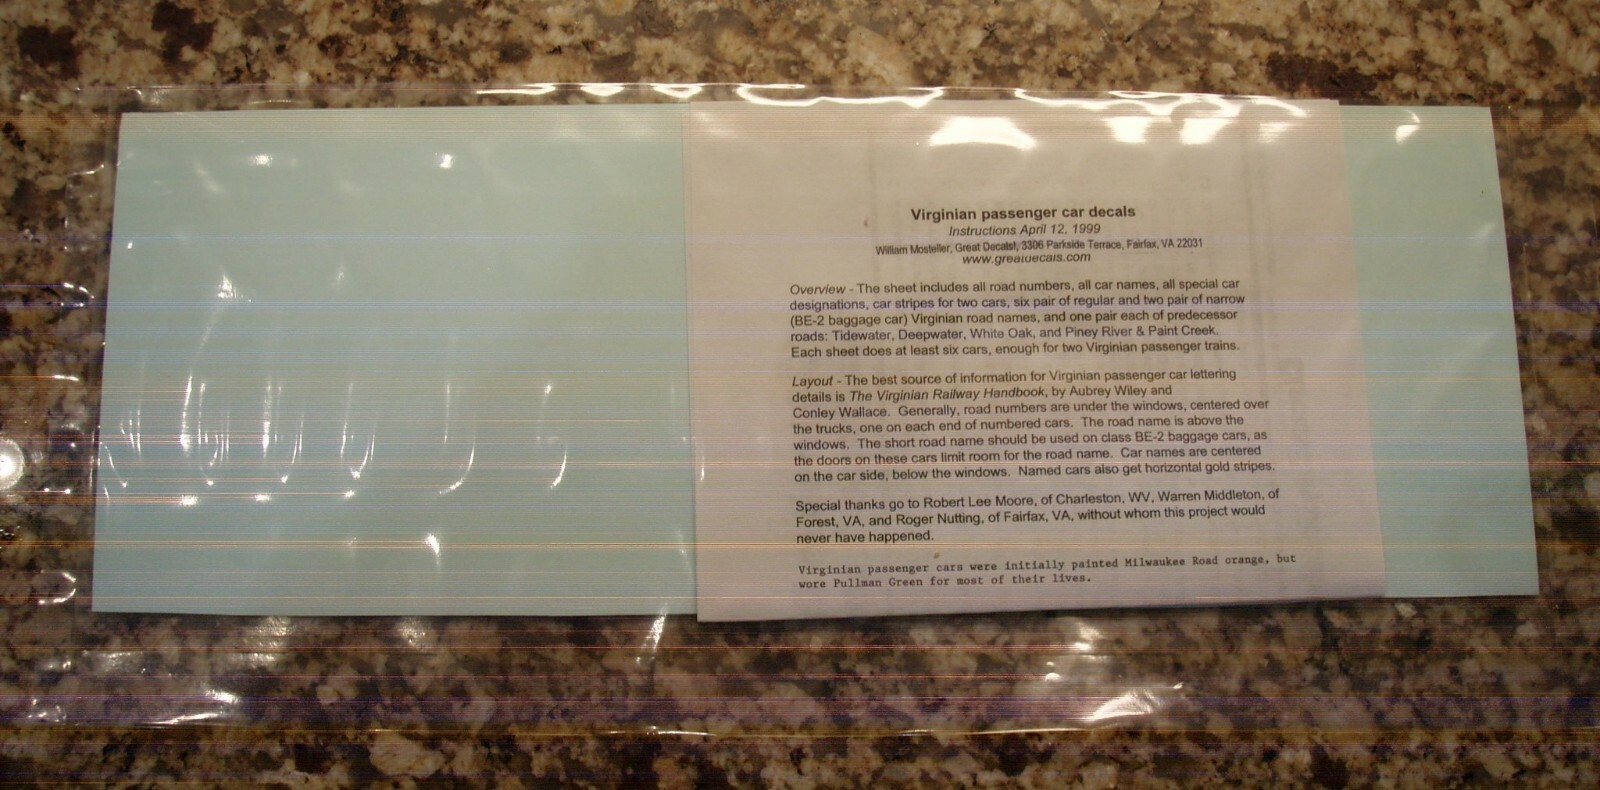 Virginian passenger car decals
Instructions April 12, 1999
William Mosteller, Great Decals!, 3306 Parkside Terrace, Fairfax, VA 22031
www.greatdecals.com
Overview - The sheet includes all road numbers, all car names, all special car
designations, car stripes for two cars, six pair of regular and two pair of narrow
(BE-2 baggage car) Virginian road names, and one pair each of predecessor
roads: Tidewater, Deepwater, White Oak, and Piney River & Paint Creek.
Each sheet does at least six cars, enough for two Virginian passenger trains.
Layout - The best source of information for Virginian passenger car lettering
details is The Virginian Railway Handbook, by Aubrey Wiley and
Conley Wallace. Generally, road numbers are under the windows, centered over
the trucks, one on each end of numbered cars. The road name is above the
windows. The short road name should be used on class BE-2 baggage cars, as
the doors on these cars limit room for the road name. Car names are centered
on the car side, below the windows. Named cars also get horizontal gold stripes.
Special thanks go to Robert Lee Moore, of Charleston, WV, Warren Middleton, of
Forest, VA, and Roger Nutting, of Fairfax, VA, without whom this project would
never have happened.
Virginian passenger cars were initially painted Milwaukee Road orange, but
wore Pullman Green for most of their lives.